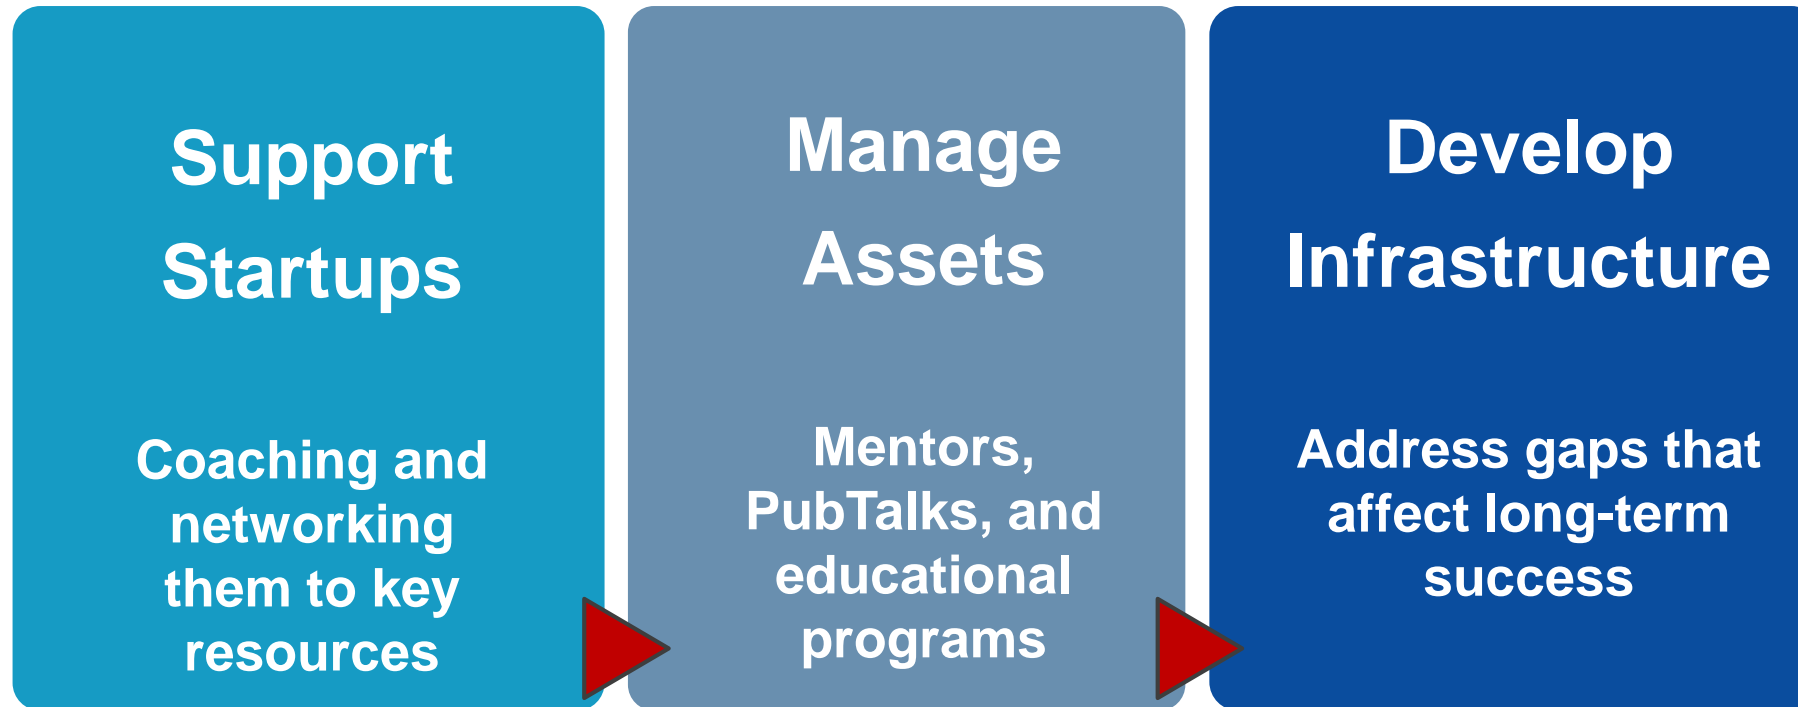 Support
Startups
Coaching and
networking
them to key
resources
Manage
Assets
Mentors,
PubTalks, and
educational
programs
Develop
Infrastructure
Address gaps that
affect long-term
success